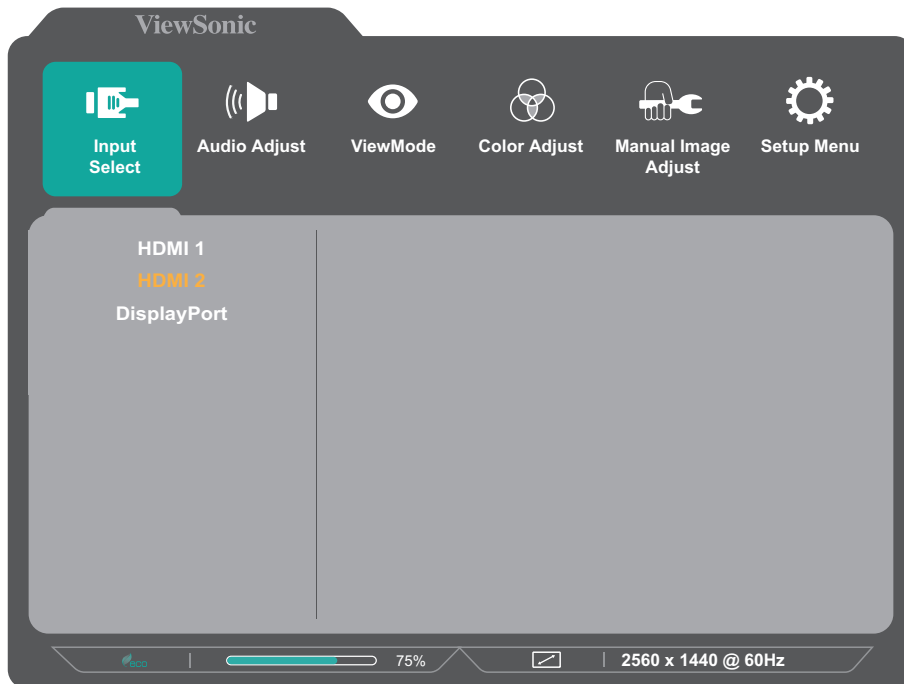 ViewSonic
Input
Select
Audio Adjust
ViewMode
Color Adjust
Manual Image
Adjust
Setup Menu
HDMI 1
HDMI 2
DisplayPort
eco
75%
2560 x 1440 @ 60Hz